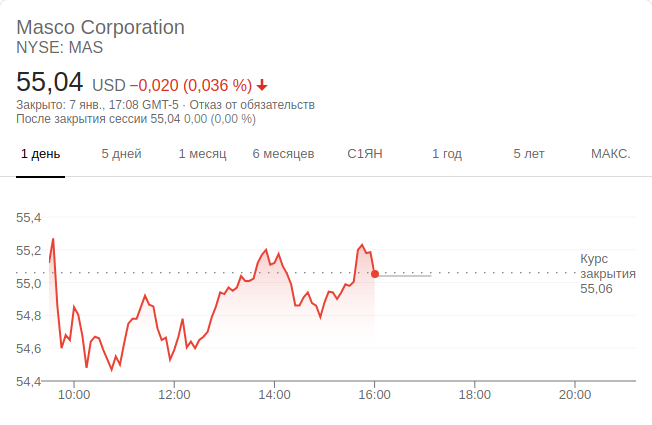 Masco Corporation
NYSE: MAS
55,04 USD −0,020 (0,036 %)
Закрыто: 7 янв., 17:08 GMT-5 · Отказ от обязательств
После закрытия сессии 55,04 0,00 (0,00 %)
1 день 5 дней 1 месяц 6 месяцев С1ЯН 1 год 5 лет МАКС.
55,4
55,2
55,0
54,8
54,6
54,4
Курс
закрытия
55,06
10:00 12:00 14:00 16:00 18:00 20:00